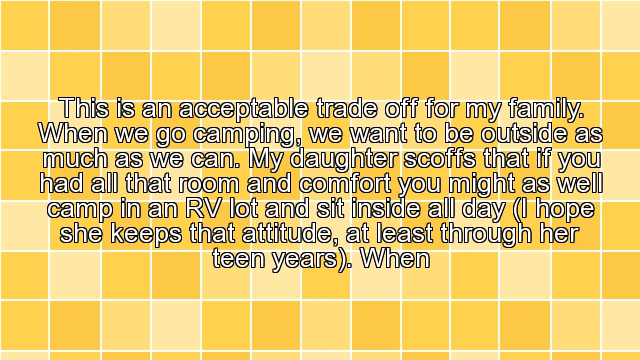 This is an acceptable trade off for my family.
When we go camping, we want to be outside as
much as we can. My daughter scoffs that if you
had all that room and comfort you might as well
camp in an RV lot and sit inside all day (I hope
she keeps that attitude, at least through her
teen years). When